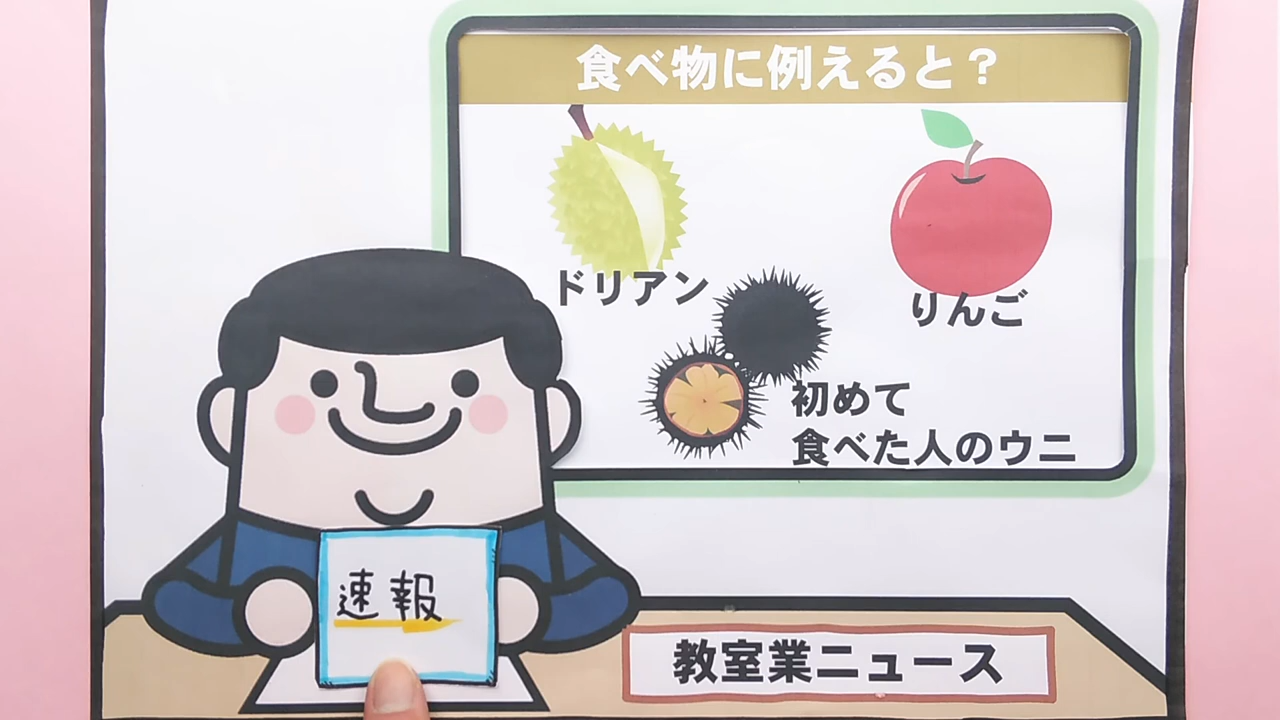 食べ物に例えると？
ドリアン
りんご
初めて
食べた人のウニ
速報
教室業ニュース